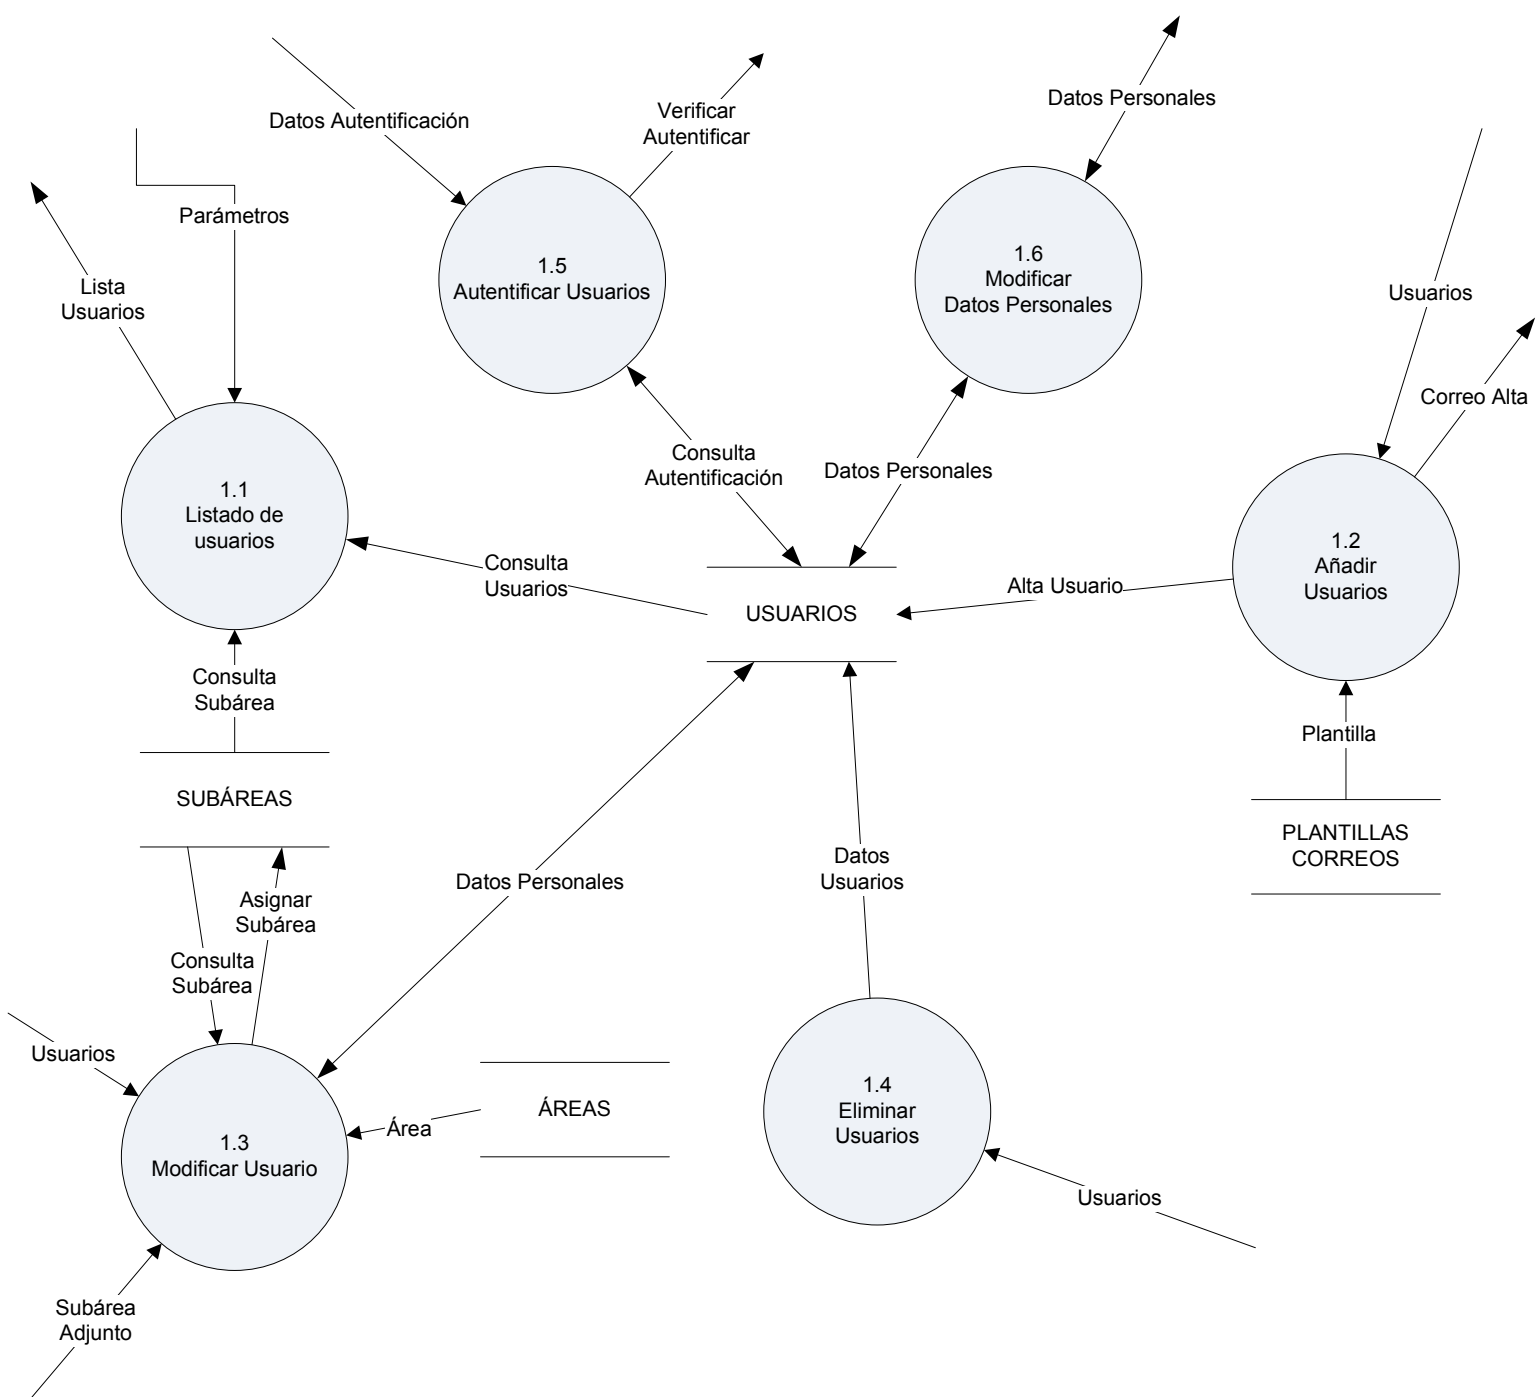 Datos Personales
Verificar
Autentificar
Datos Autentificación
Parámetros
1.6
Modificar
Datos Personales
1.5
Autentificar Usuarios
Lista
Usuarios
Usuarios
Correo Alta
Consulta
Autentificación
Datos Personales
1.1
Listado de
usuarios
1.2
Añadir
Usuarios
Consulta
Usuarios
Alta Usuario
USUARIOS
Consulta
Subárea
Plantilla
SUBÁREAS
PLANTILLAS
CORREOS
Datos
Usuarios
Datos Personales
Asignar
Subárea
Consulta
Subárea
Usuarios
1.4
Eliminar
Usuarios
ÁREAS
Área
1.3
Modificar Usuario
Usuarios
Subárea
Adjunto